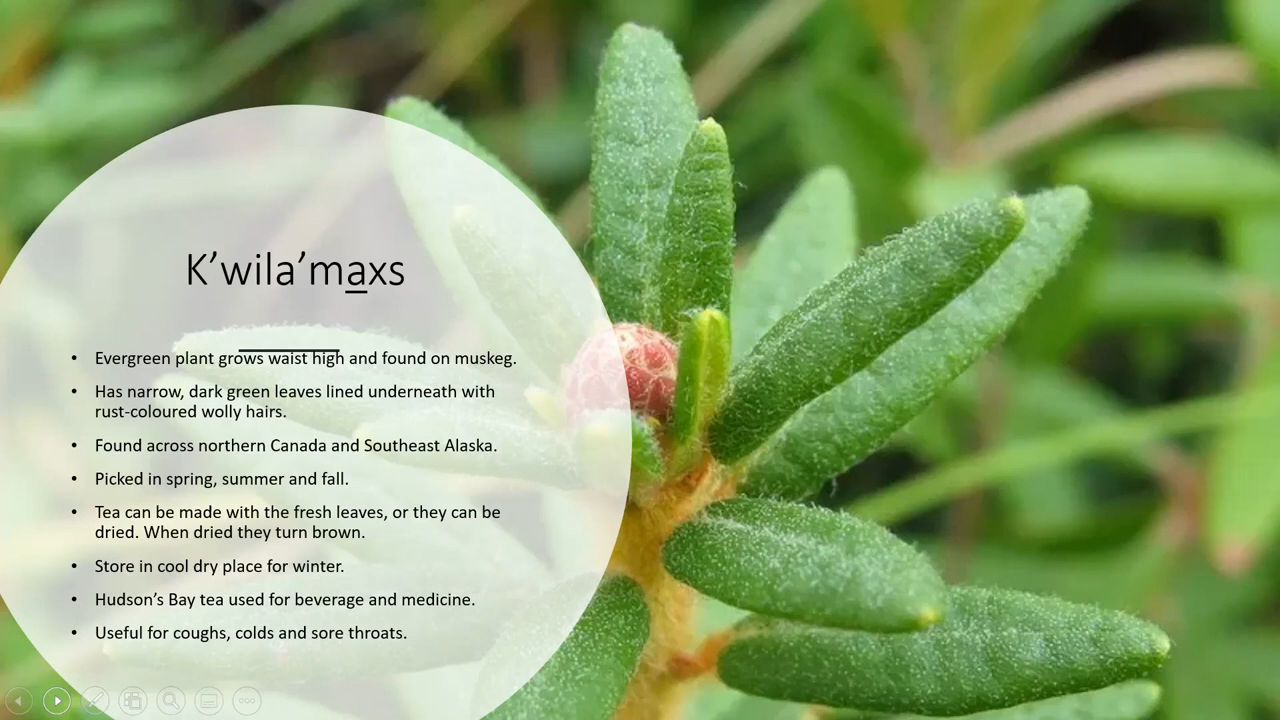 K’wila’ma̲xs
• Evergreen plant grows waist high and found on muskeg.
• Has narrow, dark green leaves lined underneath with
rust-coloured wolly hairs.
• Found across northern Canada and Southeast Alaska.
• Picked in spring, summer and fall.
• Tea can be made with the fresh leaves, or they can be
dried. When dried they turn brown.
• Store in cool dry place for winter.
• Hudson’s Bay tea used for beverage and medicine.
• Useful for coughs, colds and sore throats.